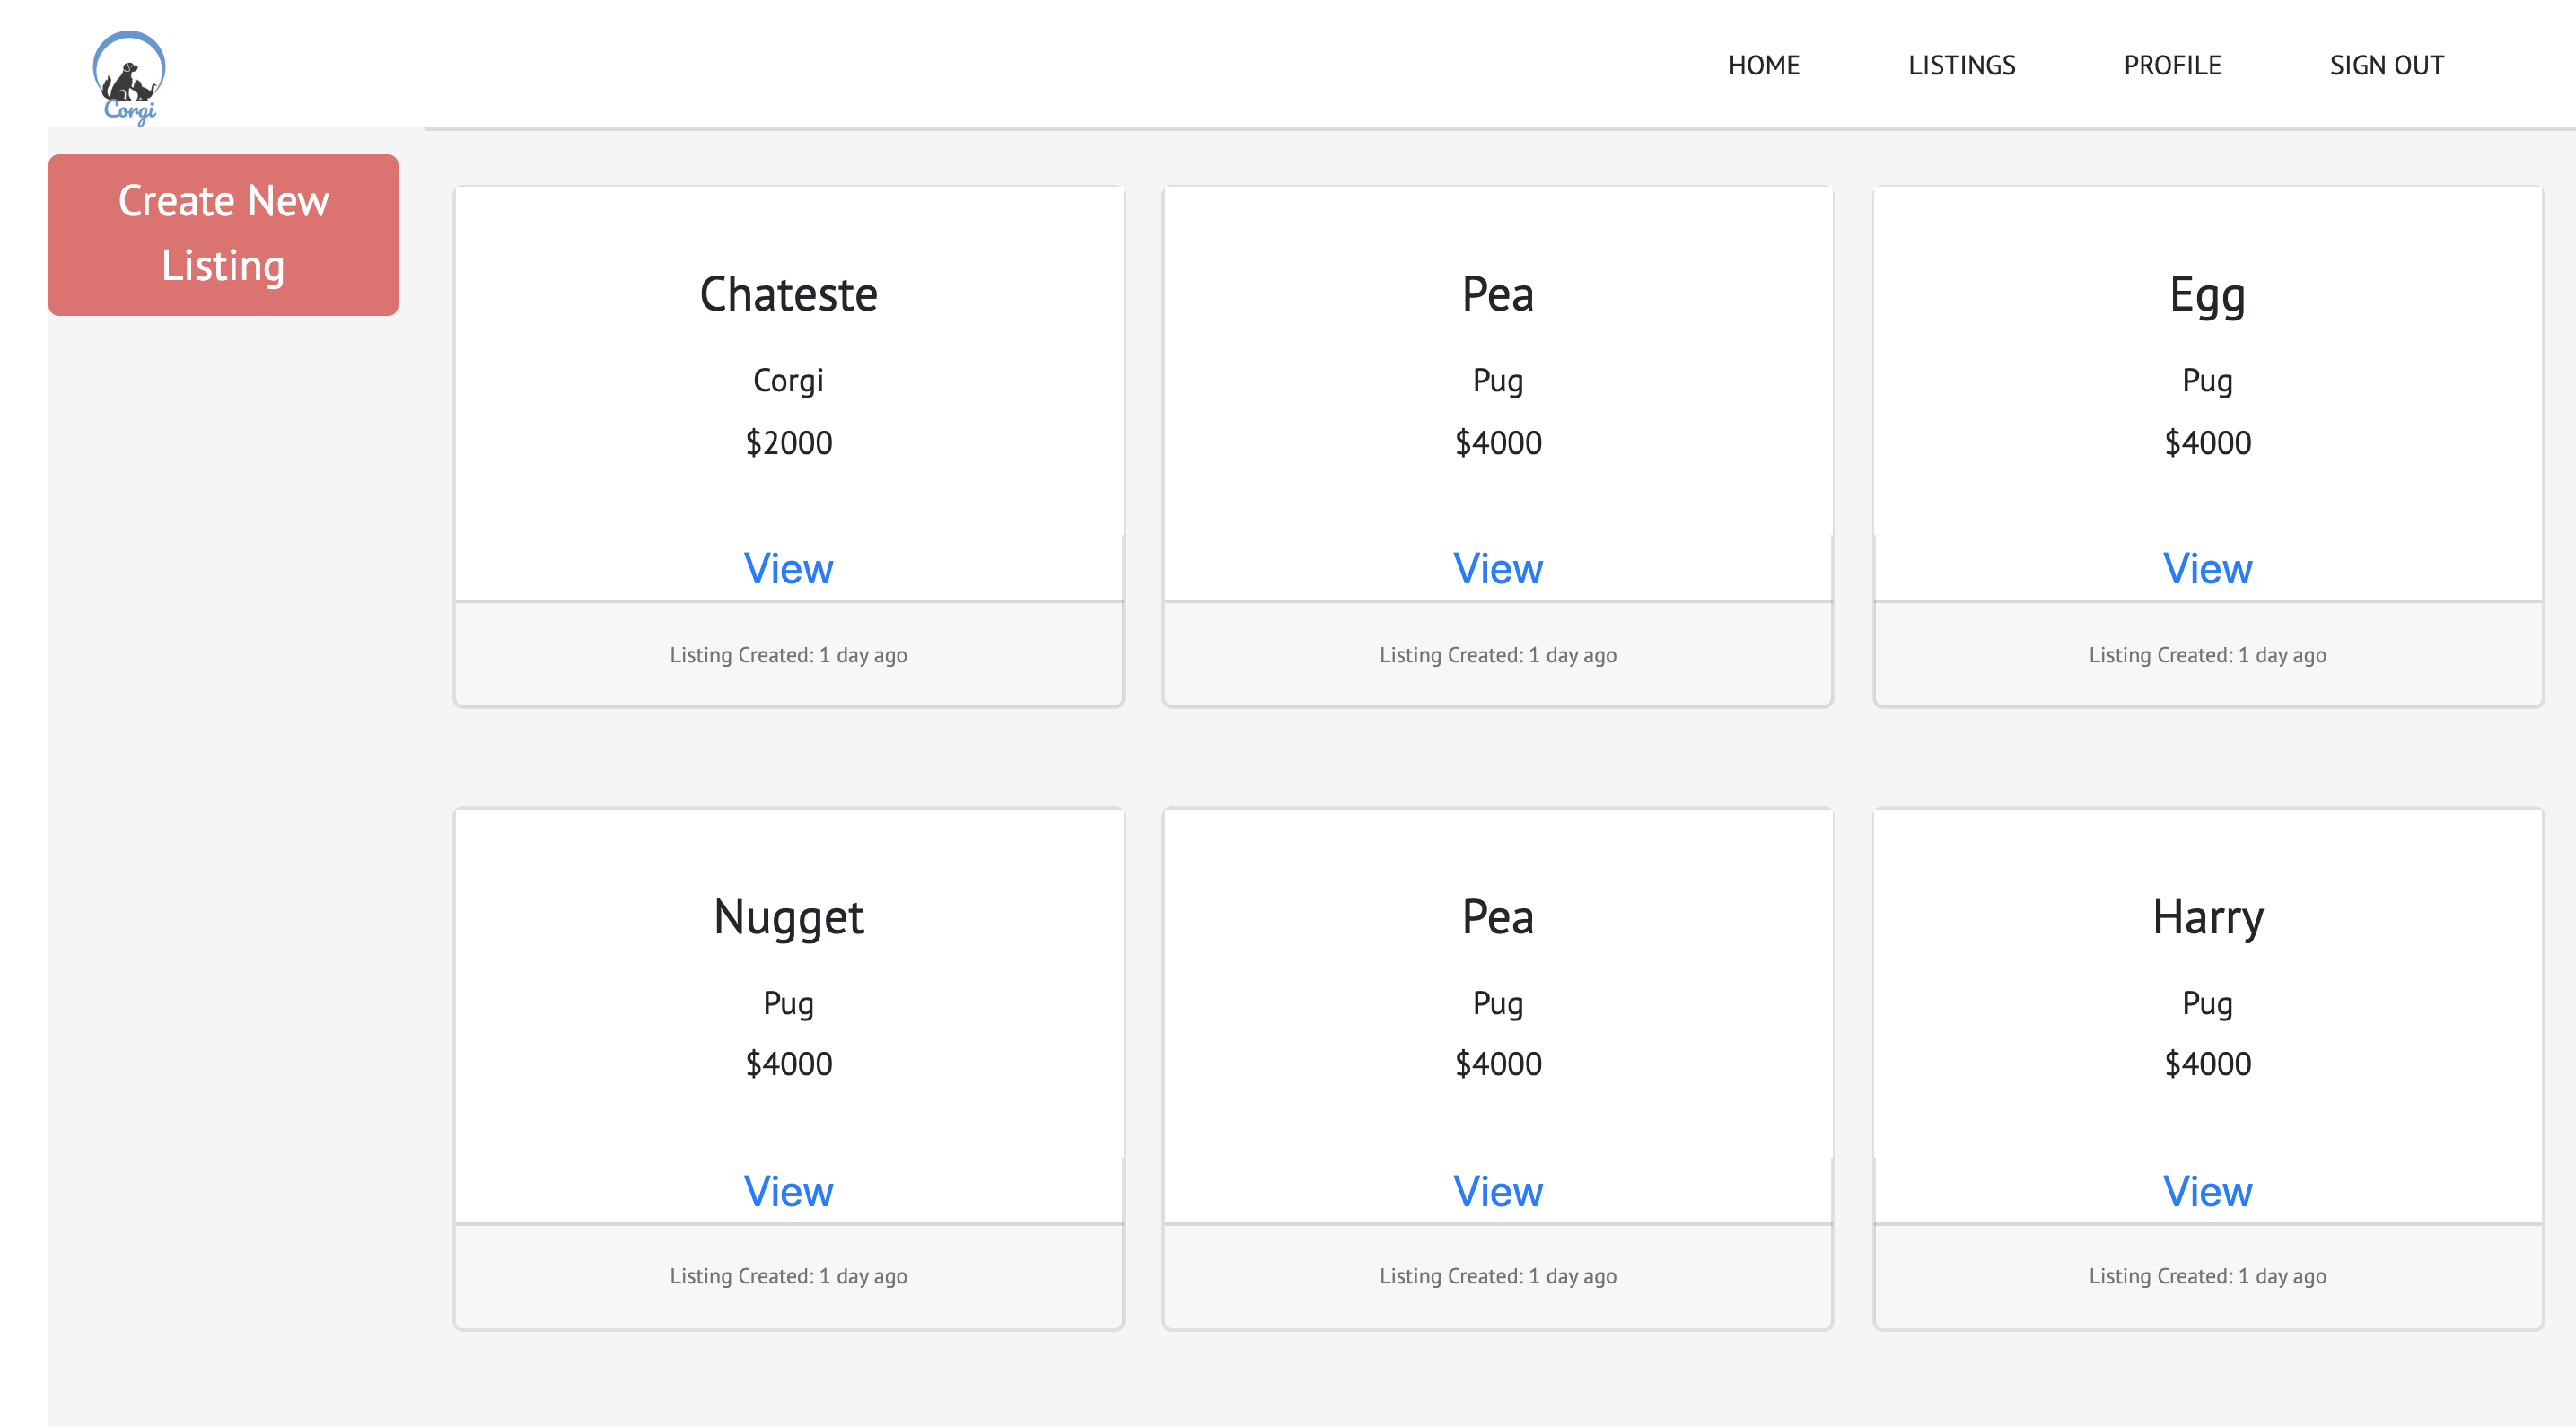 Corgi
HOME LISTINGS PROFILE SIGN OUT
Create New
Listing
Chateste
Corgi
$2000
View
Listing Created: 1 day ago
Pea
Pug
$4000
View
Listing Created: 1 day ago
Egg
Pug
$4000
View
Listing Created: 1 day ago
Nugget
Pug
$4000
View
Listing Created: 1 day ago
Pea
Pug
$4000
View
Listing Created: 1 day ago
Harry
Pug
$4000
View
Listing Created: 1 day ago